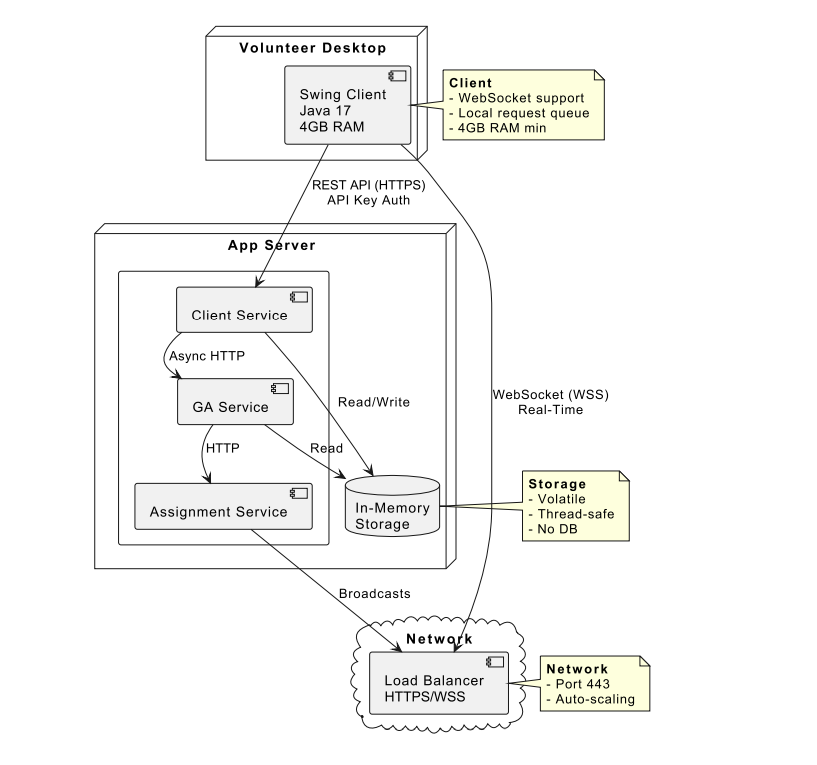 Volunteer Desktop
Swing Client
Java 17
4GB RAM
Client
- WebSocket support
- Local request queue
- 4GB RAM min
REST API (HTTPS)
API Key Auth
App Server
Client Service
Async HTTP
GA Service
Read/Write
WebSocket (WSS)
Real-Time
HTTP
Read
Assignment Service
In-Memory
Storage
Storage
- Volatile
- Thread-safe
- No DB
Broadcasts
Network
Load Balancer
HTTPS/WSS
Network
- Port 443
- Auto-scaling